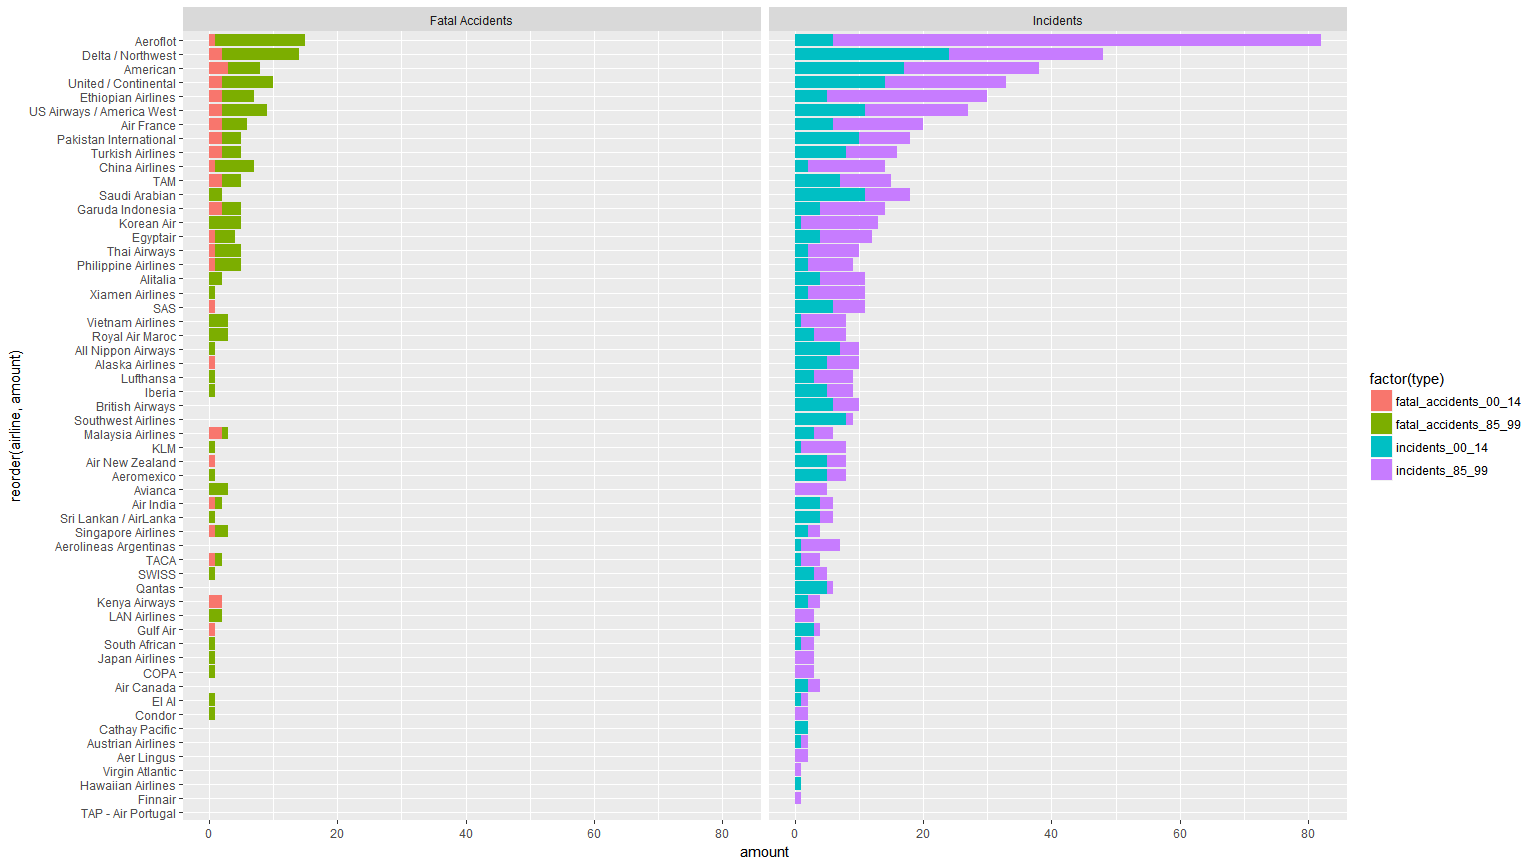 Fatal Accidents
Incidents
Aeroflot
Delta / Northwest
American
United / Continental
Ethiopian Airlines
US Airways / America West
Air France
Pakistan International
Turkish Airlines
China Airlines
TAM
Saudi Arabian
Garuda Indonesia
Korean Air
Egyptair
Thai Airways
Philippine Airlines
Alitalia
Xiamen Airlines
SAS
Vietnam Airlines
Royal Air Maroc
All Nippon Airways
Alaska Airlines
Lufthansa
Iberia
British Airways
Southwest Airlines
Malaysia Airlines
KLM
Air New Zealand
Aeromexico
Avianca
Air India
Sri Lankan / AirLanka
Singapore Airlines
Aerolineas Argentinas
TACA
SWISS
Qantas
Kenya Airways
LAN Airlines
Gulf Air
South African
Japan Airlines
COPA
Air Canada
El Al
Condor
Cathay Pacific
Austrian Airlines
Aer Lingus
Virgin Atlantic
Hawaiian Airlines
Finnair
TAP - Air Portugal
reorder(airline, amount)
0 20 40 60 80
0 20 40 60 80
amount
factor(type)
fatal_accidents_00_14
fatal_accidents_85_99
incidents_00_14
incidents_85_99